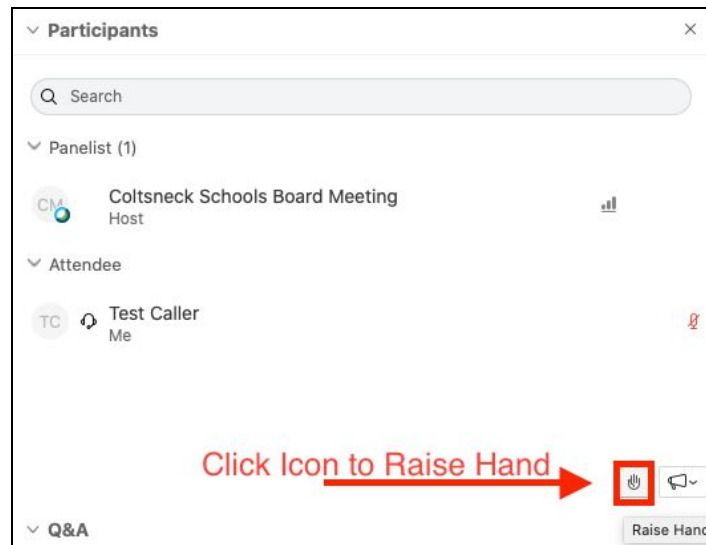 Participants
Search
Panelist (1)
CM
Coltsneck Schools Board Meeting
Host
Attendee
TC
Test Caller
Me
Click Icon to Raise Hand
Q&A
Raise Hand